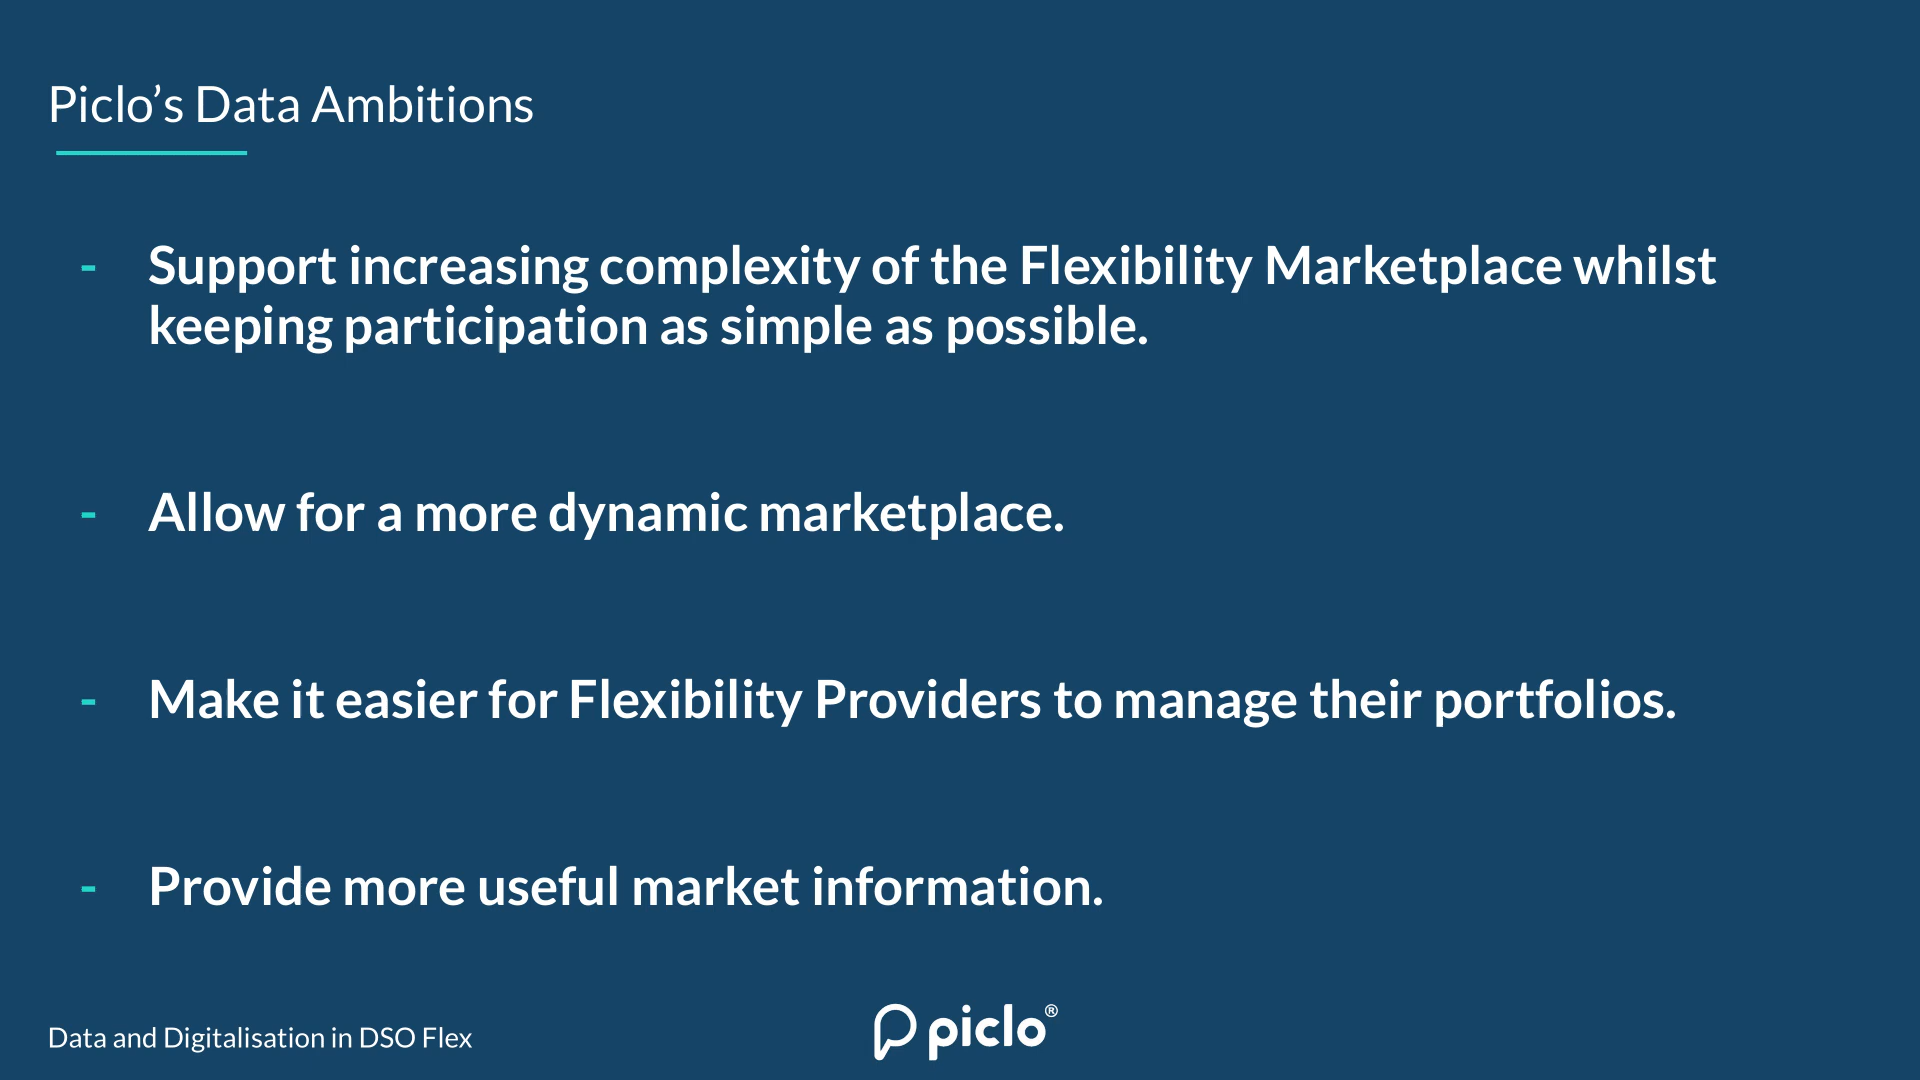 Piclo’s Data Ambitions
- Support increasing complexity of the Flexibility Marketplace whilst
keeping participation as simple as possible.
- Allow for a more dynamic marketplace.
- Make it easier for Flexibility Providers to manage their portfolios.
- Provide more useful market information.
Data and Digitalisation in DSO Flex
piclo®